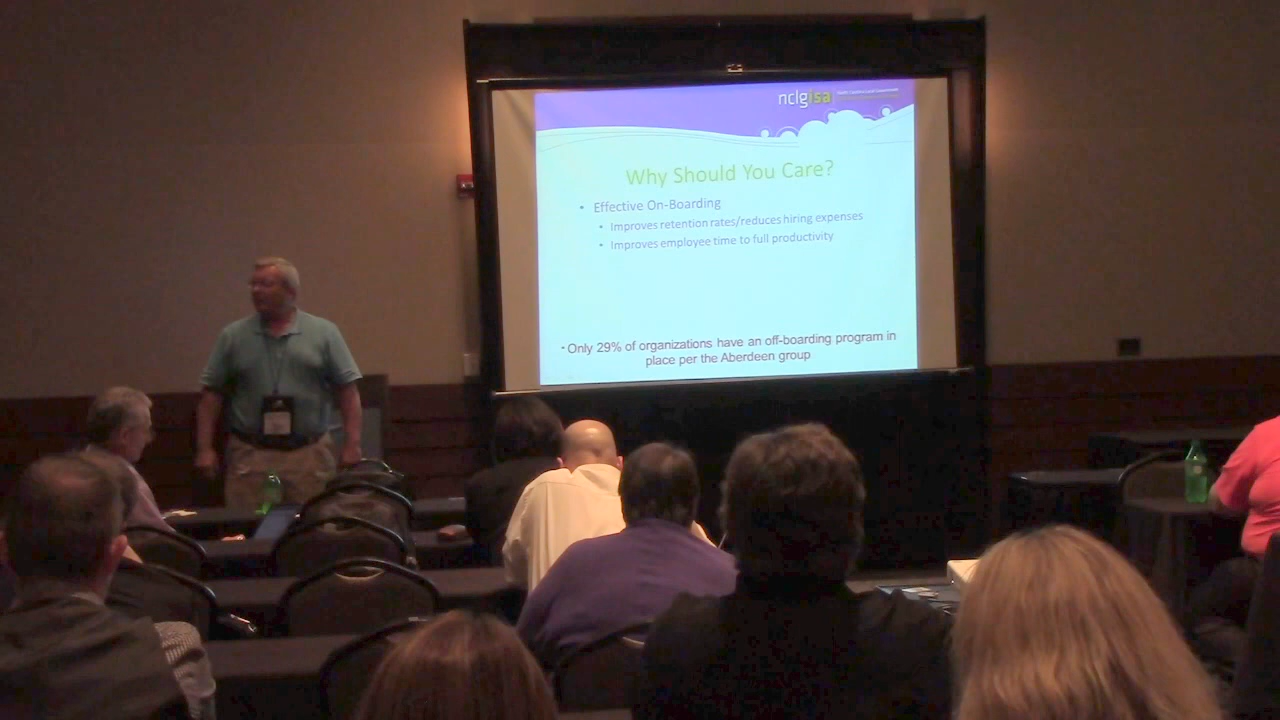 nclgisa
Why Should You Care?
• Effective On-Boarding
• Improves retention rates/reduces hiring expenses
• Improves employee time to full productivity
• Only 29% of organizations have an off-boarding program in
place per the Aberdeen group